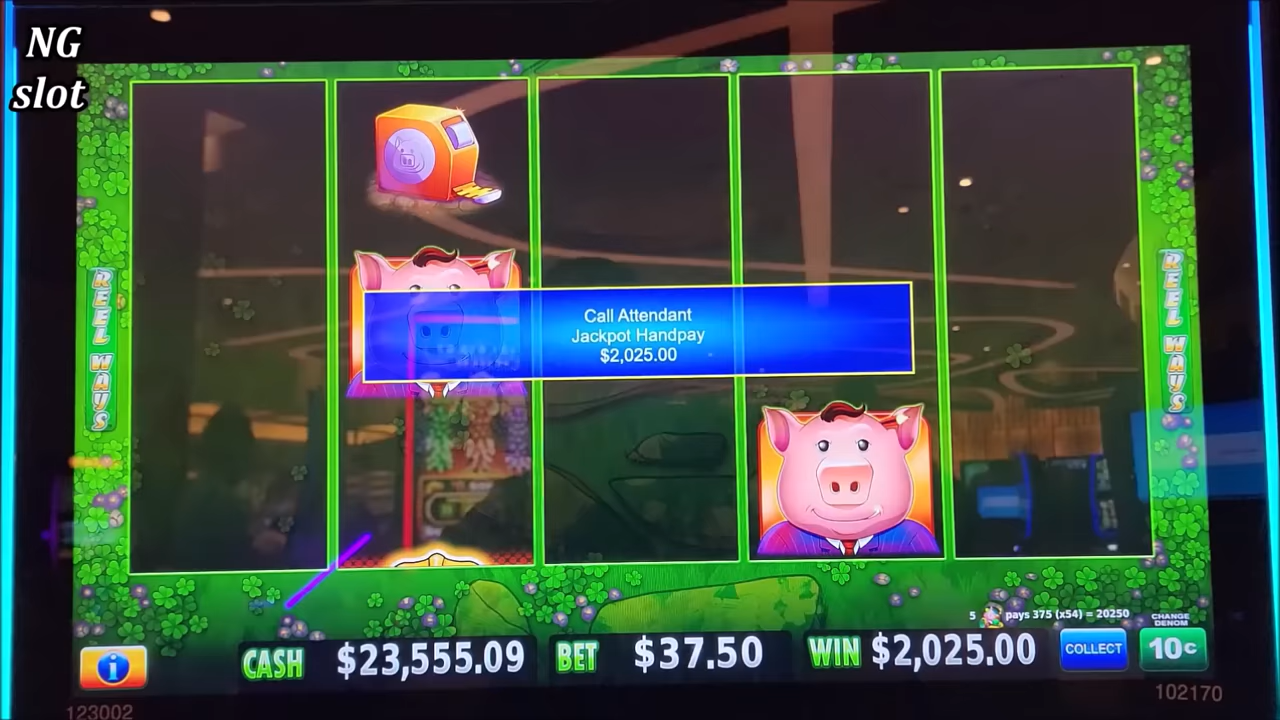 NG
slot
REEL WAYS
REEL WAYS
Call Attendant
Jackpot Handpay
$2,025.00
5 pays 375 (x54) = 20250
CHANGE
DENOM
CASH $23,555.09 BET $37.50 WIN $2,025.00 COLLECT 10¢
123002
102170